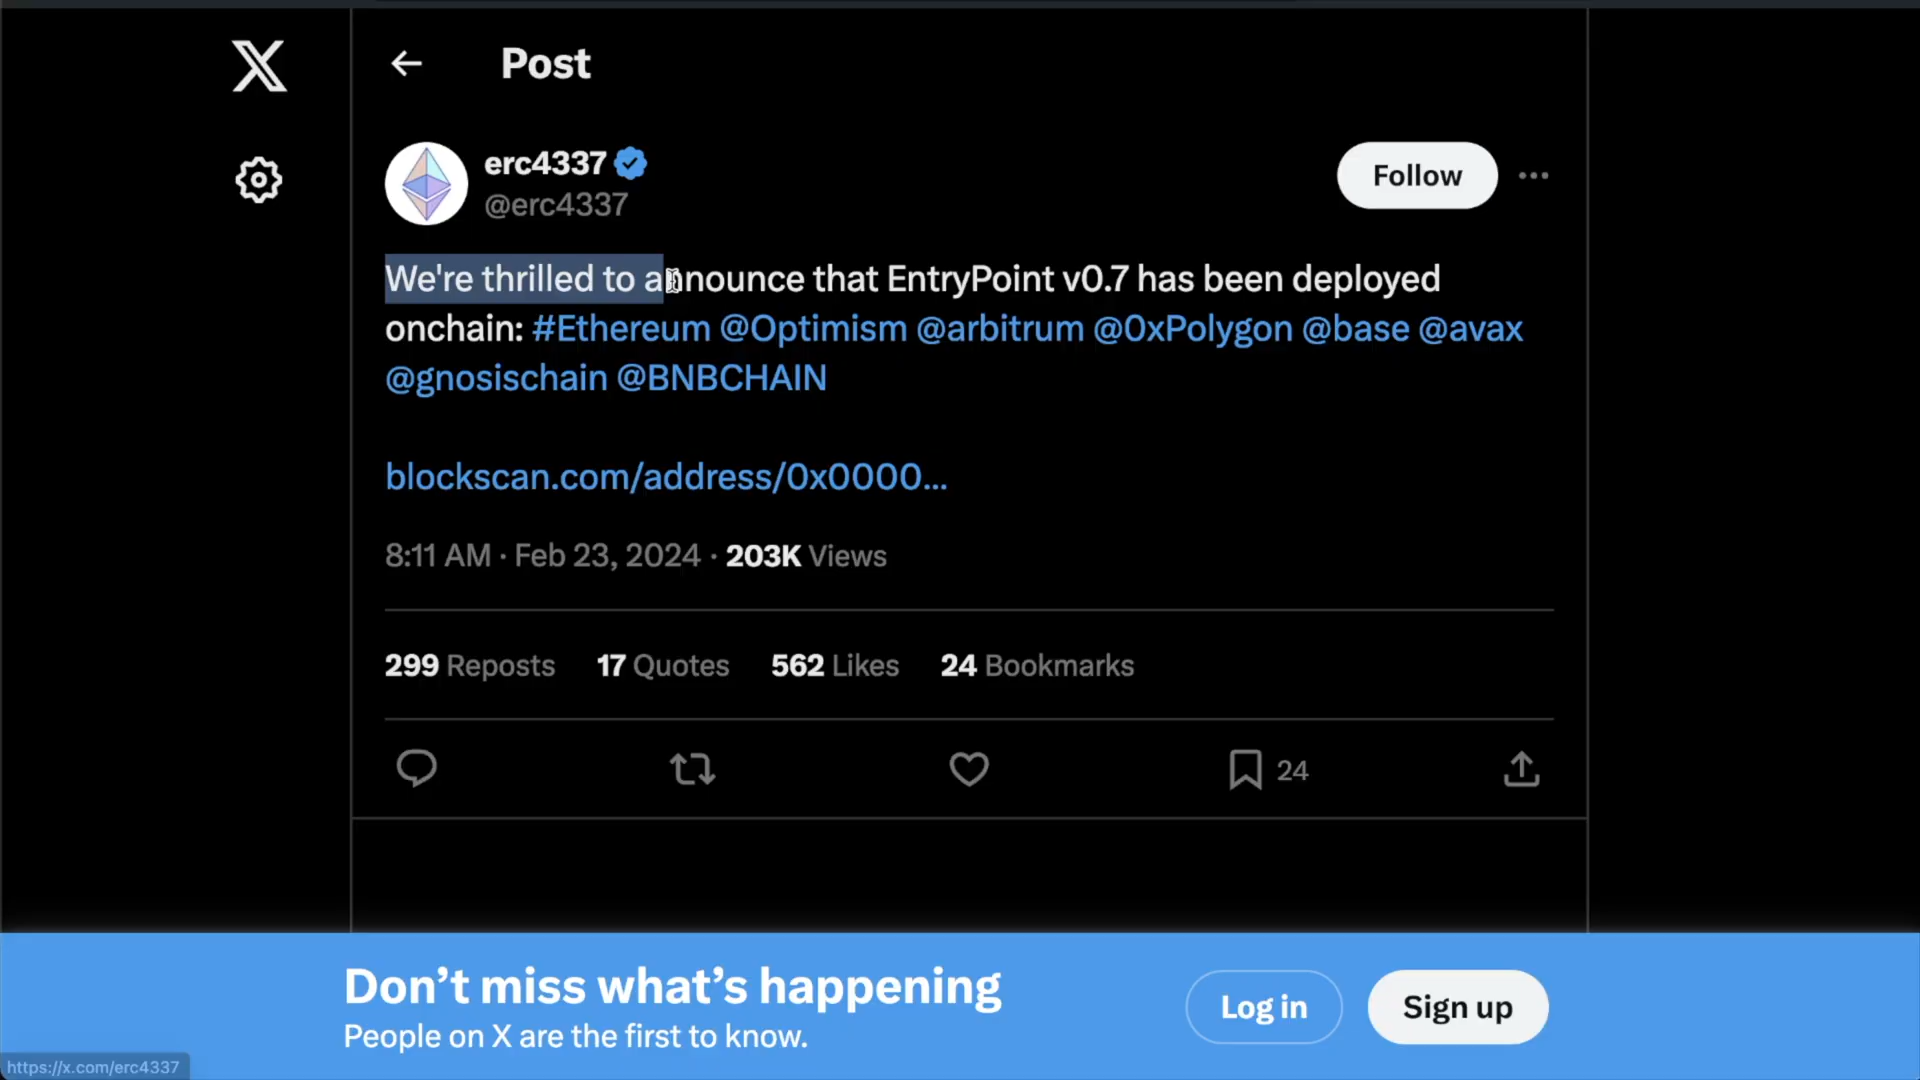 Post
erc4337
@erc4337
Follow
We're thrilled to announce that EntryPoint v0.7 has been deployed
onchain: #Ethereum @Optimism @arbitrum @0xPolygon @base @avax
@gnosischain @BNBCHAIN
blockscan.com/address/0x0000...
8:11 AM · Feb 23, 2024 · 203K Views
299 Reposts 17 Quotes 562 Likes 24 Bookmarks
24
Don’t miss what’s happening
People on X are the first to know.
Log in
Sign up
https://x.com/erc4337